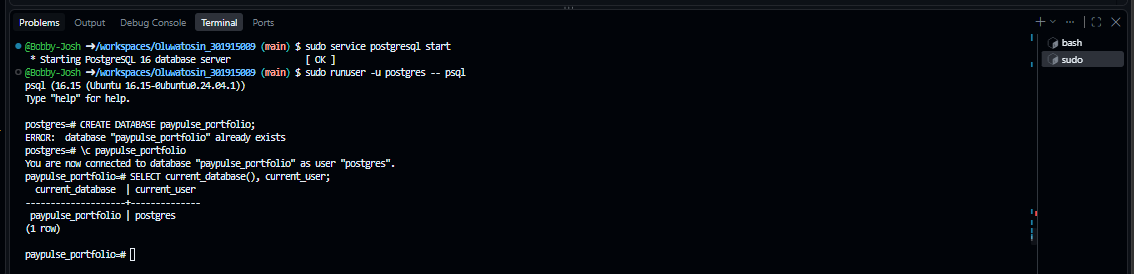 Problems Output Debug Console Terminal Ports
bash
sudo
@Bobby-Josh ➜/workspaces/Oluwatosin_301915009 (main) $ sudo service postgresql start
* Starting PostgreSQL 16 database server [ OK ]
@Bobby-Josh ➜/workspaces/Oluwatosin_301915009 (main) $ sudo runuser -u postgres -- psql
psql (16.15 (Ubuntu 16.15-0ubuntu0.24.04.1))
Type "help" for help.
postgres=# CREATE DATABASE paypulse_portfolio;
ERROR:  database "paypulse_portfolio" already exists
postgres=# \c paypulse_portfolio
You are now connected to database "paypulse_portfolio" as user "postgres".
paypulse_portfolio=# SELECT current_database(), current_user;
current_database | current_user
--------------------+--------------
paypulse_portfolio | postgres
(1 row)
paypulse_portfolio=#